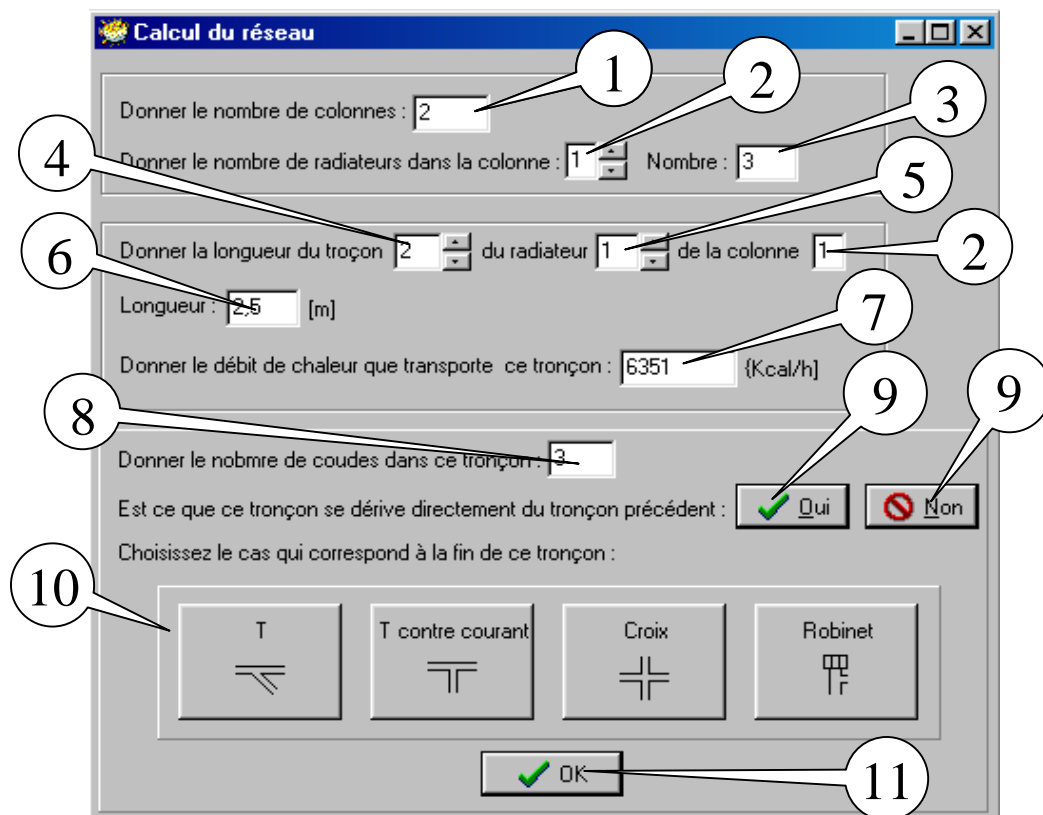 Calcul du réseau
1
2
3
Donner le nombre de colonnes : 2
Donner le nombre de radiateurs dans la colonne : 1 Nombre : 3
4
5
Donner la longueur du troçon 2 du radiateur 1 de la colonne 1
6
2
Longueur : 2,5 [m]
7
Donner le débit de chaleur que transporte ce tronçon : 6351 {Kcal/h]
8
9
9
Donner le nobmre de coudes dans ce tronçon : 3
Est ce que ce tronçon se dérive directement du tronçon précédent : Oui Non
Choisissez le cas qui correspond à la fin de ce tronçon :
10
T T contre courant Croix Robinet
OK
11